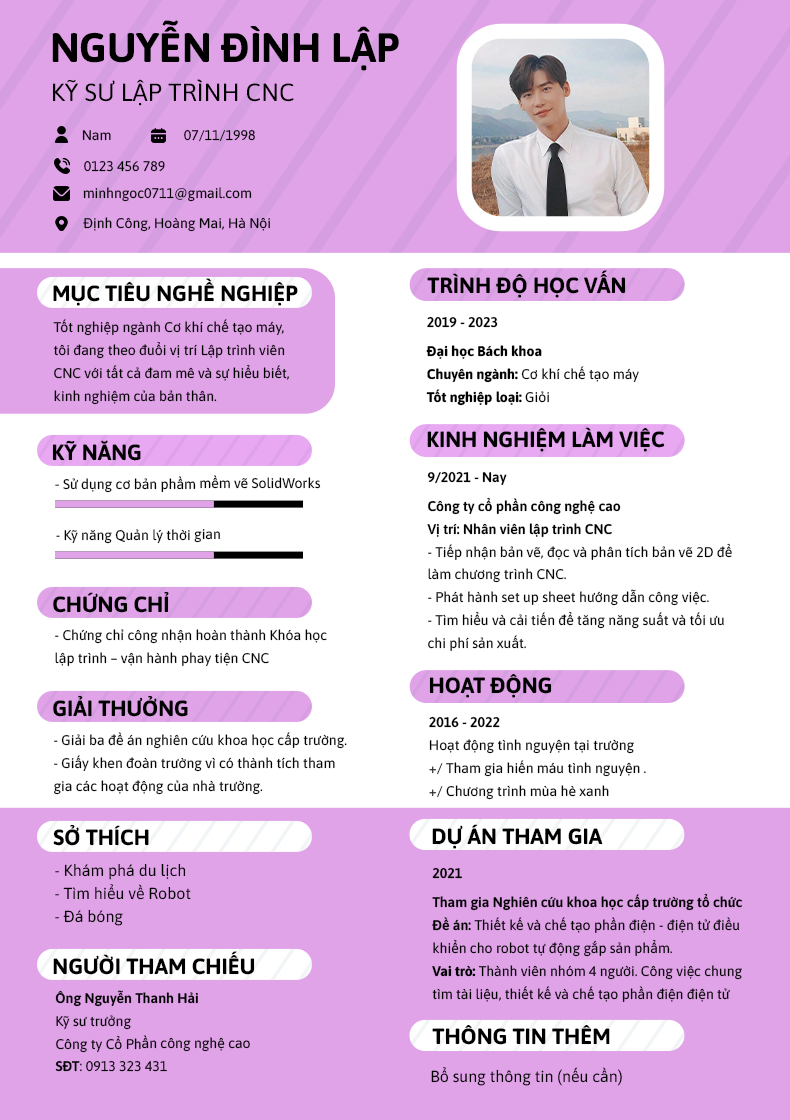 NGUYỄN ĐÌNH LẬP
KỸ SƯ LẬP TRÌNH CNC
Nam
07/11/1998
0123 456 789
minhngoc0711@gmail.com
Định Công, Hoàng Mai, Hà Nội
MỤC TIÊU NGHỀ NGHIỆP
Tốt nghiệp ngành Cơ khí chế tạo máy,
tôi đang theo đuổi vị trí Lập trình viên
CNC với tất cả đam mê và sự hiểu biết,
kinh nghiệm của bản thân.
KỸ NĂNG
- Sử dụng cơ bản phầm mềm vẽ SolidWorks
- Kỹ năng Quản lý thời gian
CHỨNG CHỈ
- Chứng chỉ công nhận hoàn thành Khóa học
lập trình – vận hành phay tiện CNC
GIẢI THƯỞNG
- Giải ba đề án nghiên cứu khoa học cấp trường.
- Giấy khen đoàn trường vì có thành tích tham
gia các hoạt động của nhà trường.
SỞ THÍCH
- Khám phá du lịch
- Tìm hiểu về Robot
- Đá bóng
NGƯỜI THAM CHIẾU
Ông Nguyễn Thanh Hải
Kỹ sư trưởng
Công ty Cổ Phần công nghệ cao
SĐT: 0913 323 431
TRÌNH ĐỘ HỌC VẤN
2019 - 2023
Đại học Bách khoa
Chuyên ngành: Cơ khí chế tạo máy
Tốt nghiệp loại: Giỏi
KINH NGHIỆM LÀM VIỆC
9/2021 - Nay
Công ty cổ phần công nghệ cao
Vị trí: Nhân viên lập trình CNC
- Tiếp nhận bản vẽ, đọc và phân tích bản vẽ 2D để
làm chương trình CNC.
- Phát hành set up sheet hướng dẫn công việc.
- Tìm hiểu và cải tiến để tăng năng suất và tối ưu
chi phí sản xuất.
HOẠT ĐỘNG
2016 - 2022
Hoạt động tình nguyện tại trường
+/ Tham gia hiến máu tình nguyện .
+/ Chương trình mùa hè xanh
DỰ ÁN THAM GIA
2021
Tham gia Nghiên cứu khoa học cấp trường tổ chức
Đề án: Thiết kế và chế tạo phần điện - điện tử điều
khiển cho robot tự động gắp sản phẩm.
Vai trò: Thành viên nhóm 4 người. Công việc chung
tìm tài liệu, thiết kế và chế tạo phần điện điện tử
THÔNG TIN THÊM
Bổ sung thông tin (nếu cần)